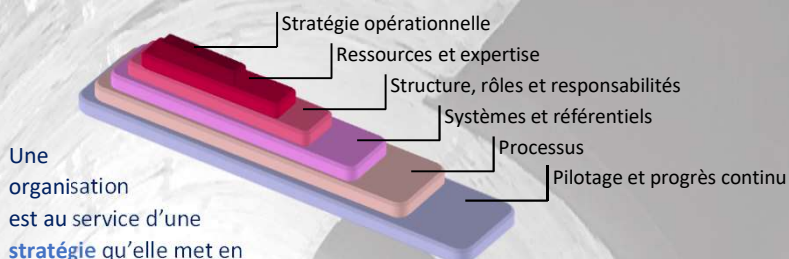 Stratégie opérationnelle
Ressources et expertise
Structure, rôles et responsabilités
Systèmes et référentiels
Processus
Pilotage et progrès continu
Une
organisation
est au service d’une
stratégie qu’elle met en